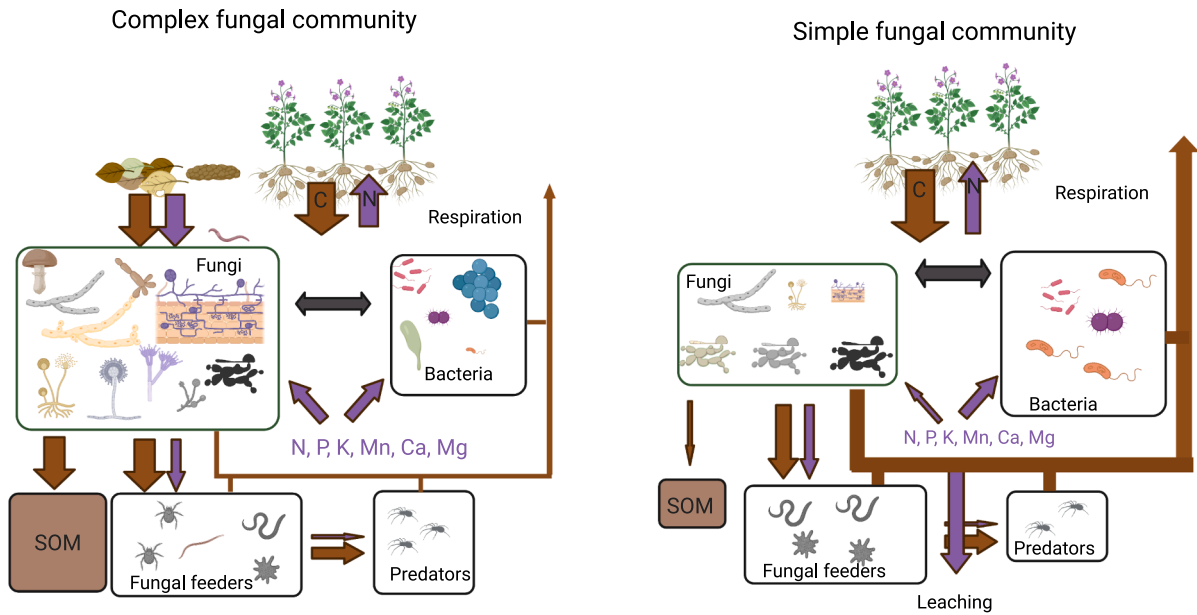 Complex fungal community
C
N
Respiration
Fungi
Bacteria
N, P, K, Mn, Ca, Mg
SOM
Fungal feeders
Predators
Simple fungal community
C
N
Respiration
Fungi
Bacteria
N, P, K, Mn, Ca, Mg
SOM
Fungal feeders
Predators
Leaching